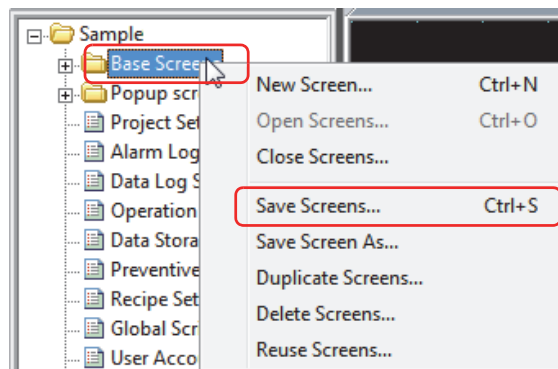 Sample
Base Scree
Popup scr
Project Set
Alarm Log
Data Log S
Operation
Data Stora
Preventive
Recipe Set
Global Scr
User Acco
New Screen... Ctrl+N
Open Screens... Ctrl+O
Close Screens...
Save Screens... Ctrl+S
Save Screen As...
Duplicate Screens...
Delete Screens...
Reuse Screens...